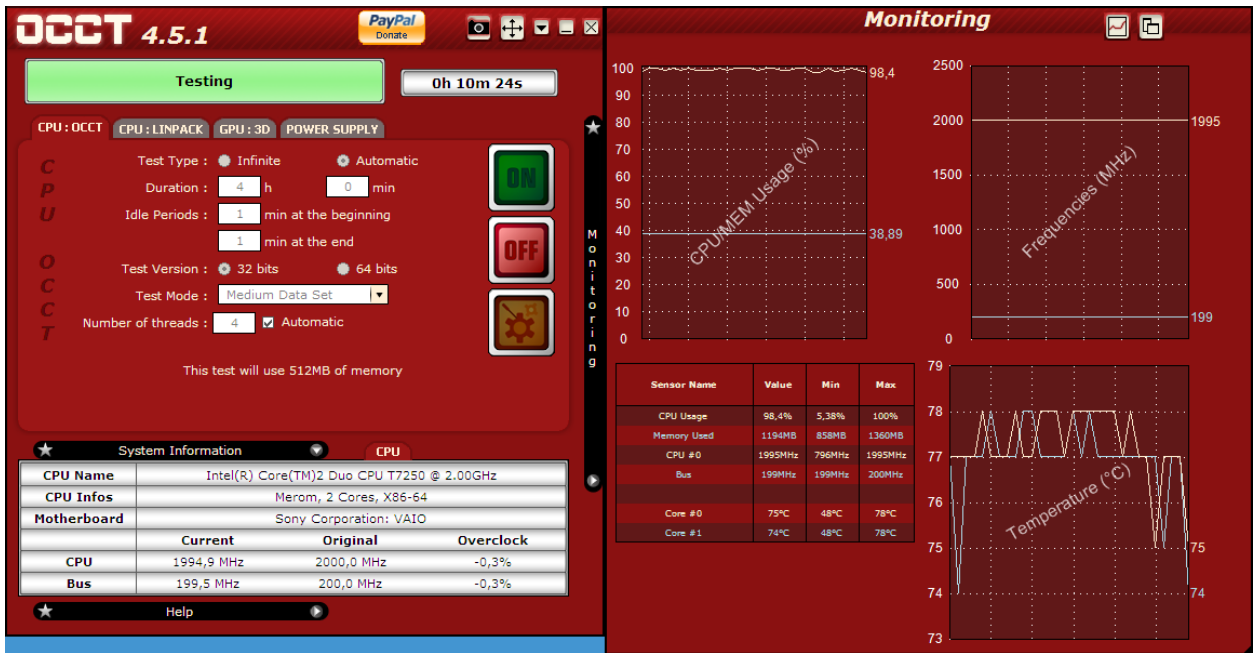 OCCT 4.5.1
PayPal
Donate
Testing
0h 10m 24s
CPU : OCCT CPU : LINPACK GPU : 3D POWER SUPPLY
CPU OCCT
Test Type : Infinite Automatic
Duration : 4 h 0 min
Idle Periods : 1 min at the beginning
1 min at the end
Test Version : 32 bits 64 bits
Test Mode : Medium Data Set
Number of threads : 4 Automatic
This test will use 512MB of memory
ON
OFF
Monitoring
System Information CPU
CPU Name Intel(R) Core(TM)2 Duo CPU T7250 @ 2.00GHz
CPU Infos Merom, 2 Cores, X86-64
Motherboard Sony Corporation: VAIO
Current Original Overclock
CPU 1994,9 MHz 2000,0 MHz -0,3%
Bus 199,5 MHz 200,0 MHz -0,3%
Help
Monitoring
100
90
80
70
60
50
40
30
20
10
0
98,4
38,89
CPU/MEM Usage (%)
2500
2000
1500
1000
500
0
1995
199
Frequencies (MHz)
Sensor Name Value Min Max
CPU Usage 98,4% 5,38% 100%
Memory Used 1194MB 858MB 1360MB
CPU #0 1995MHz 796MHz 1995MHz
Bus 199MHz 199MHz 200MHz
Core #0 75°C 48°C 78°C
Core #1 74°C 48°C 78°C
79
78
77
76
75
74
73
75
74
Temperature (°C)